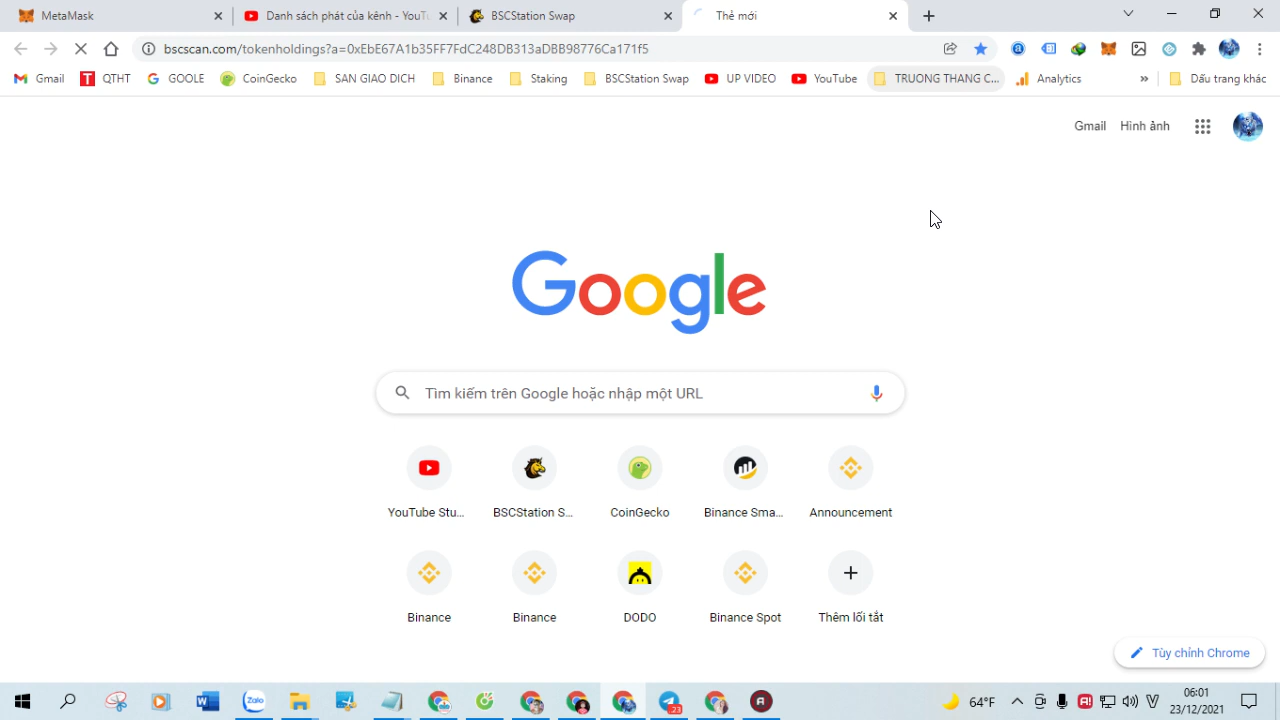 MetaMask
Danh sách phát của kênh - YouT
BSCStation Swap
Thẻ mới
bscscan.com/tokenholdings?a=0xEbE67A1b35FF7FdC248DB313aDBB98776Ca171f5
Gmail
QTHT
GOOLE
CoinGecko
SAN GIAO DICH
Binance
Staking
BSCStation Swap
UP VIDEO
YouTube
TRUONG THANG C...
Analytics
»
Dấu trang khác
Gmail
Hình ảnh
Google
Tìm kiếm trên Google hoặc nhập một URL
YouTube Stu...
BSCStation S...
CoinGecko
Binance Sma...
Announcement
Binance
Binance
DODO
Binance Spot
Thêm lối tắt
Tùy chỉnh Chrome
Zalo
23
64°F
06:01
23/12/2021